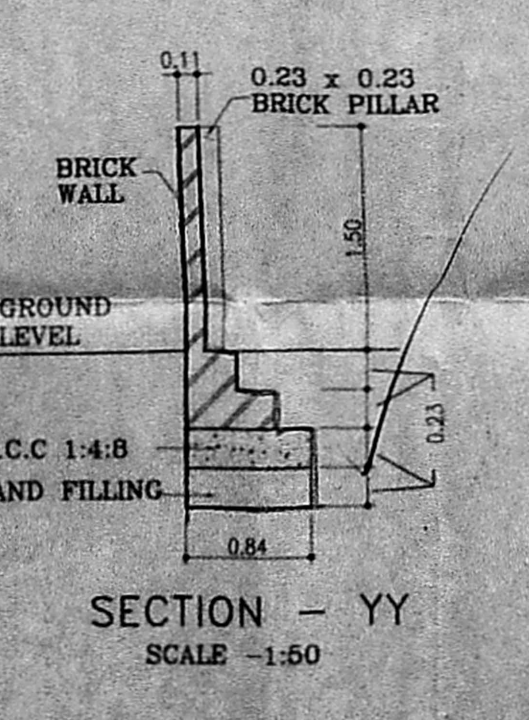 0.11
0.23 x 0.23
BRICK PILLAR
BRICK
WALL
1.50
GROUND
LEVEL
.C.C 1:4:8
AND FILLING
0.23
0.84
SECTION - YY
SCALE -1:50